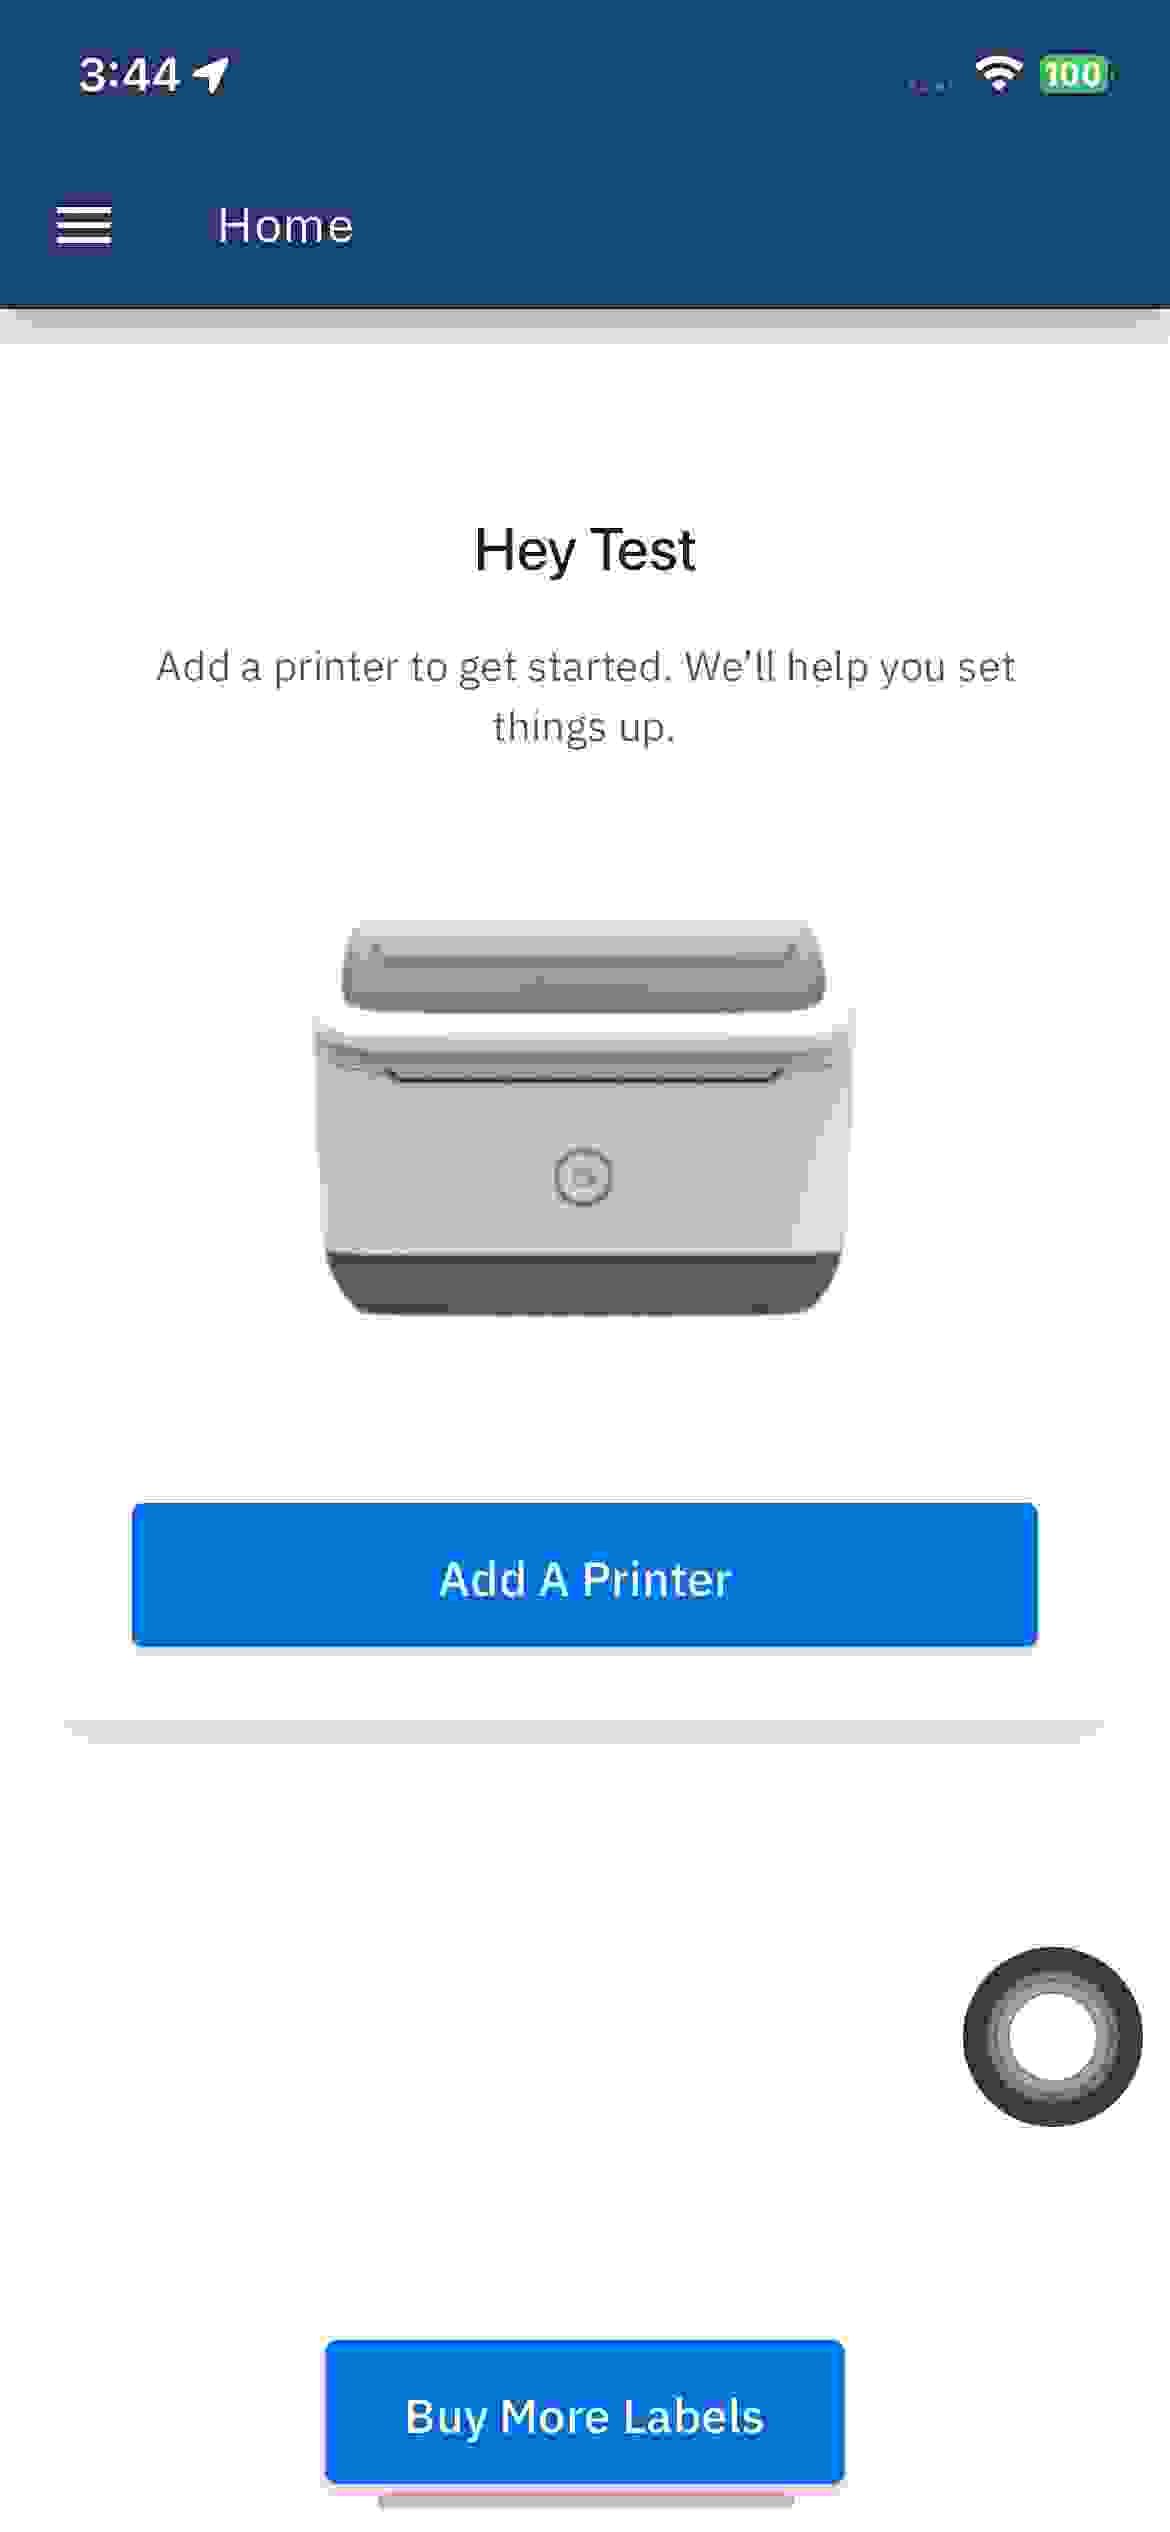 3:44
100
Home
Hey Test
Add a printer to get started. We'll help you set
things up.
Add A Printer
Buy More Labels